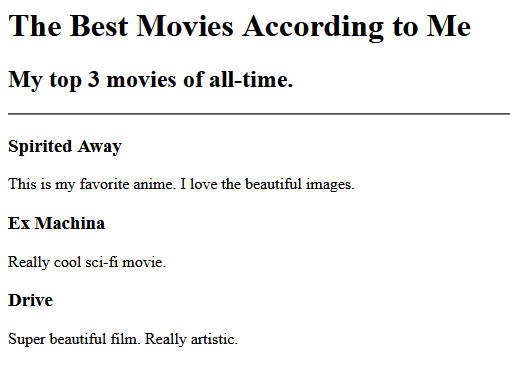 The Best Movies According to Me
My top 3 movies of all-time.
Spirited Away
This is my favorite anime. I love the beautiful images.
Ex Machina
Really cool sci-fi movie.
Drive
Super beautiful film. Really artistic.